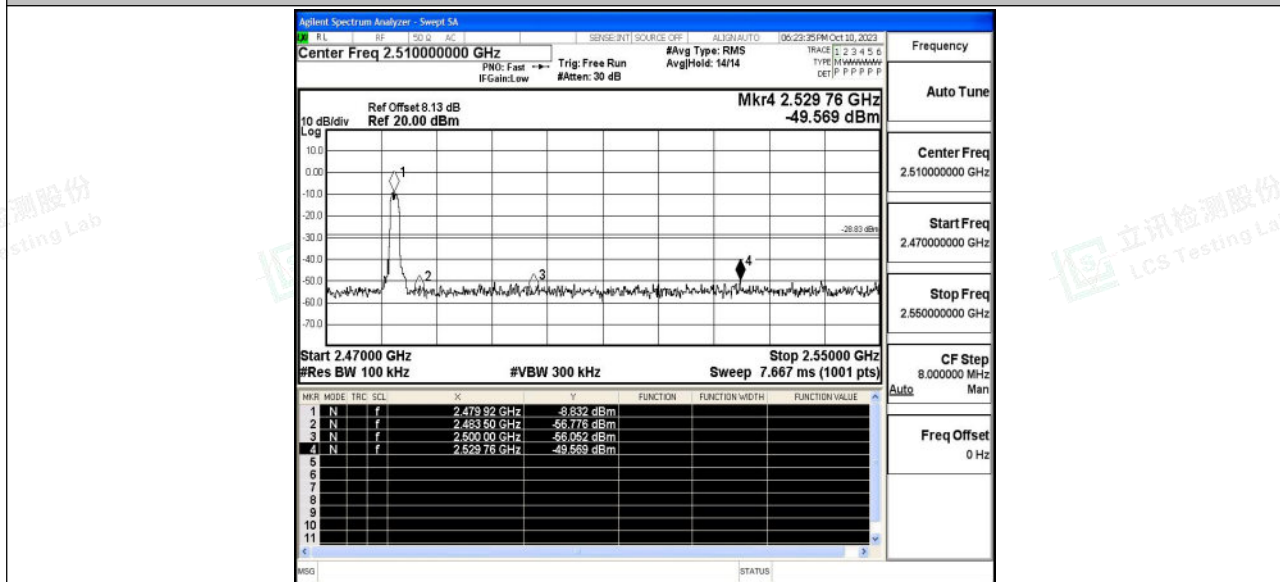 Agilent Spectrum Analyzer - Swept SA
RL RF 50 Ω AC SENSE:INT SOURCE OFF ALIGNAUTO 06:23:35 PM Oct 10, 2023
Center Freq 2.510000000 GHz
PNO: Fast
IFGain:Low
Trig: Free Run
#Atten: 30 dB
#Avg Type: RMS
Avg|Hold: 14/14
TRACE 1 2 3 4 5 6
TYPE M
DET P P P P P P
Mkr4 2.529 76 GHz
-49.569 dBm
Ref Offset 8.13 dB
10 dB/div Ref 20.00 dBm
Log
10.0
0.00
-10.0
-20.0
-30.0
-40.0
-50.0
-60.0
-70.0
1
2
3
4
-28.83 dBm
Start 2.47000 GHz Stop 2.55000 GHz
#Res BW 100 kHz #VBW 300 kHz Sweep 7.667 ms (1001 pts)
MKR MODE TRC SCL X Y FUNCTION FUNCTION WIDTH FUNCTION VALUE
1 N f 2.479 92 GHz -8.832 dBm
2 N f 2.483 50 GHz -56.776 dBm
3 N f 2.500 00 GHz -56.052 dBm
4 N f 2.529 76 GHz -49.569 dBm
5
6
7
8
9
10
11
MSG STATUS
Frequency
Auto Tune
Center Freq
2.510000000 GHz
Start Freq
2.470000000 GHz
Stop Freq
2.550000000 GHz
CF Step
8.000000 MHz
Auto Man
Freq Offset
0 Hz
测股份
esting Lab
立讯检测股份
LCS Testing La